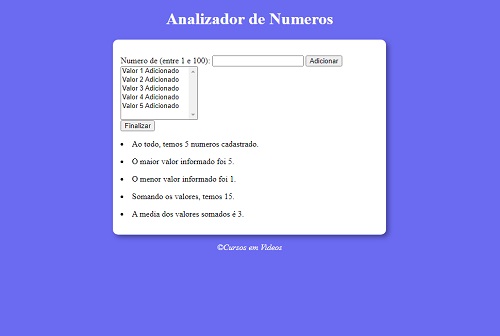 Analizador de Numeros
Numero de (entre 1 e 100): Adicionar
Valor 1 Adicionado
Valor 2 Adicionado
Valor 3 Adicionado
Valor 4 Adicionado
Valor 5 Adicionado
Finalizar
• Ao todo, temos 5 numeros cadastrado.
• O maior valor informado foi 5.
• O menor valor informado foi 1.
• Somando os valores, temos 15.
• A media dos valores somados é 3.
©Cursos em Videos